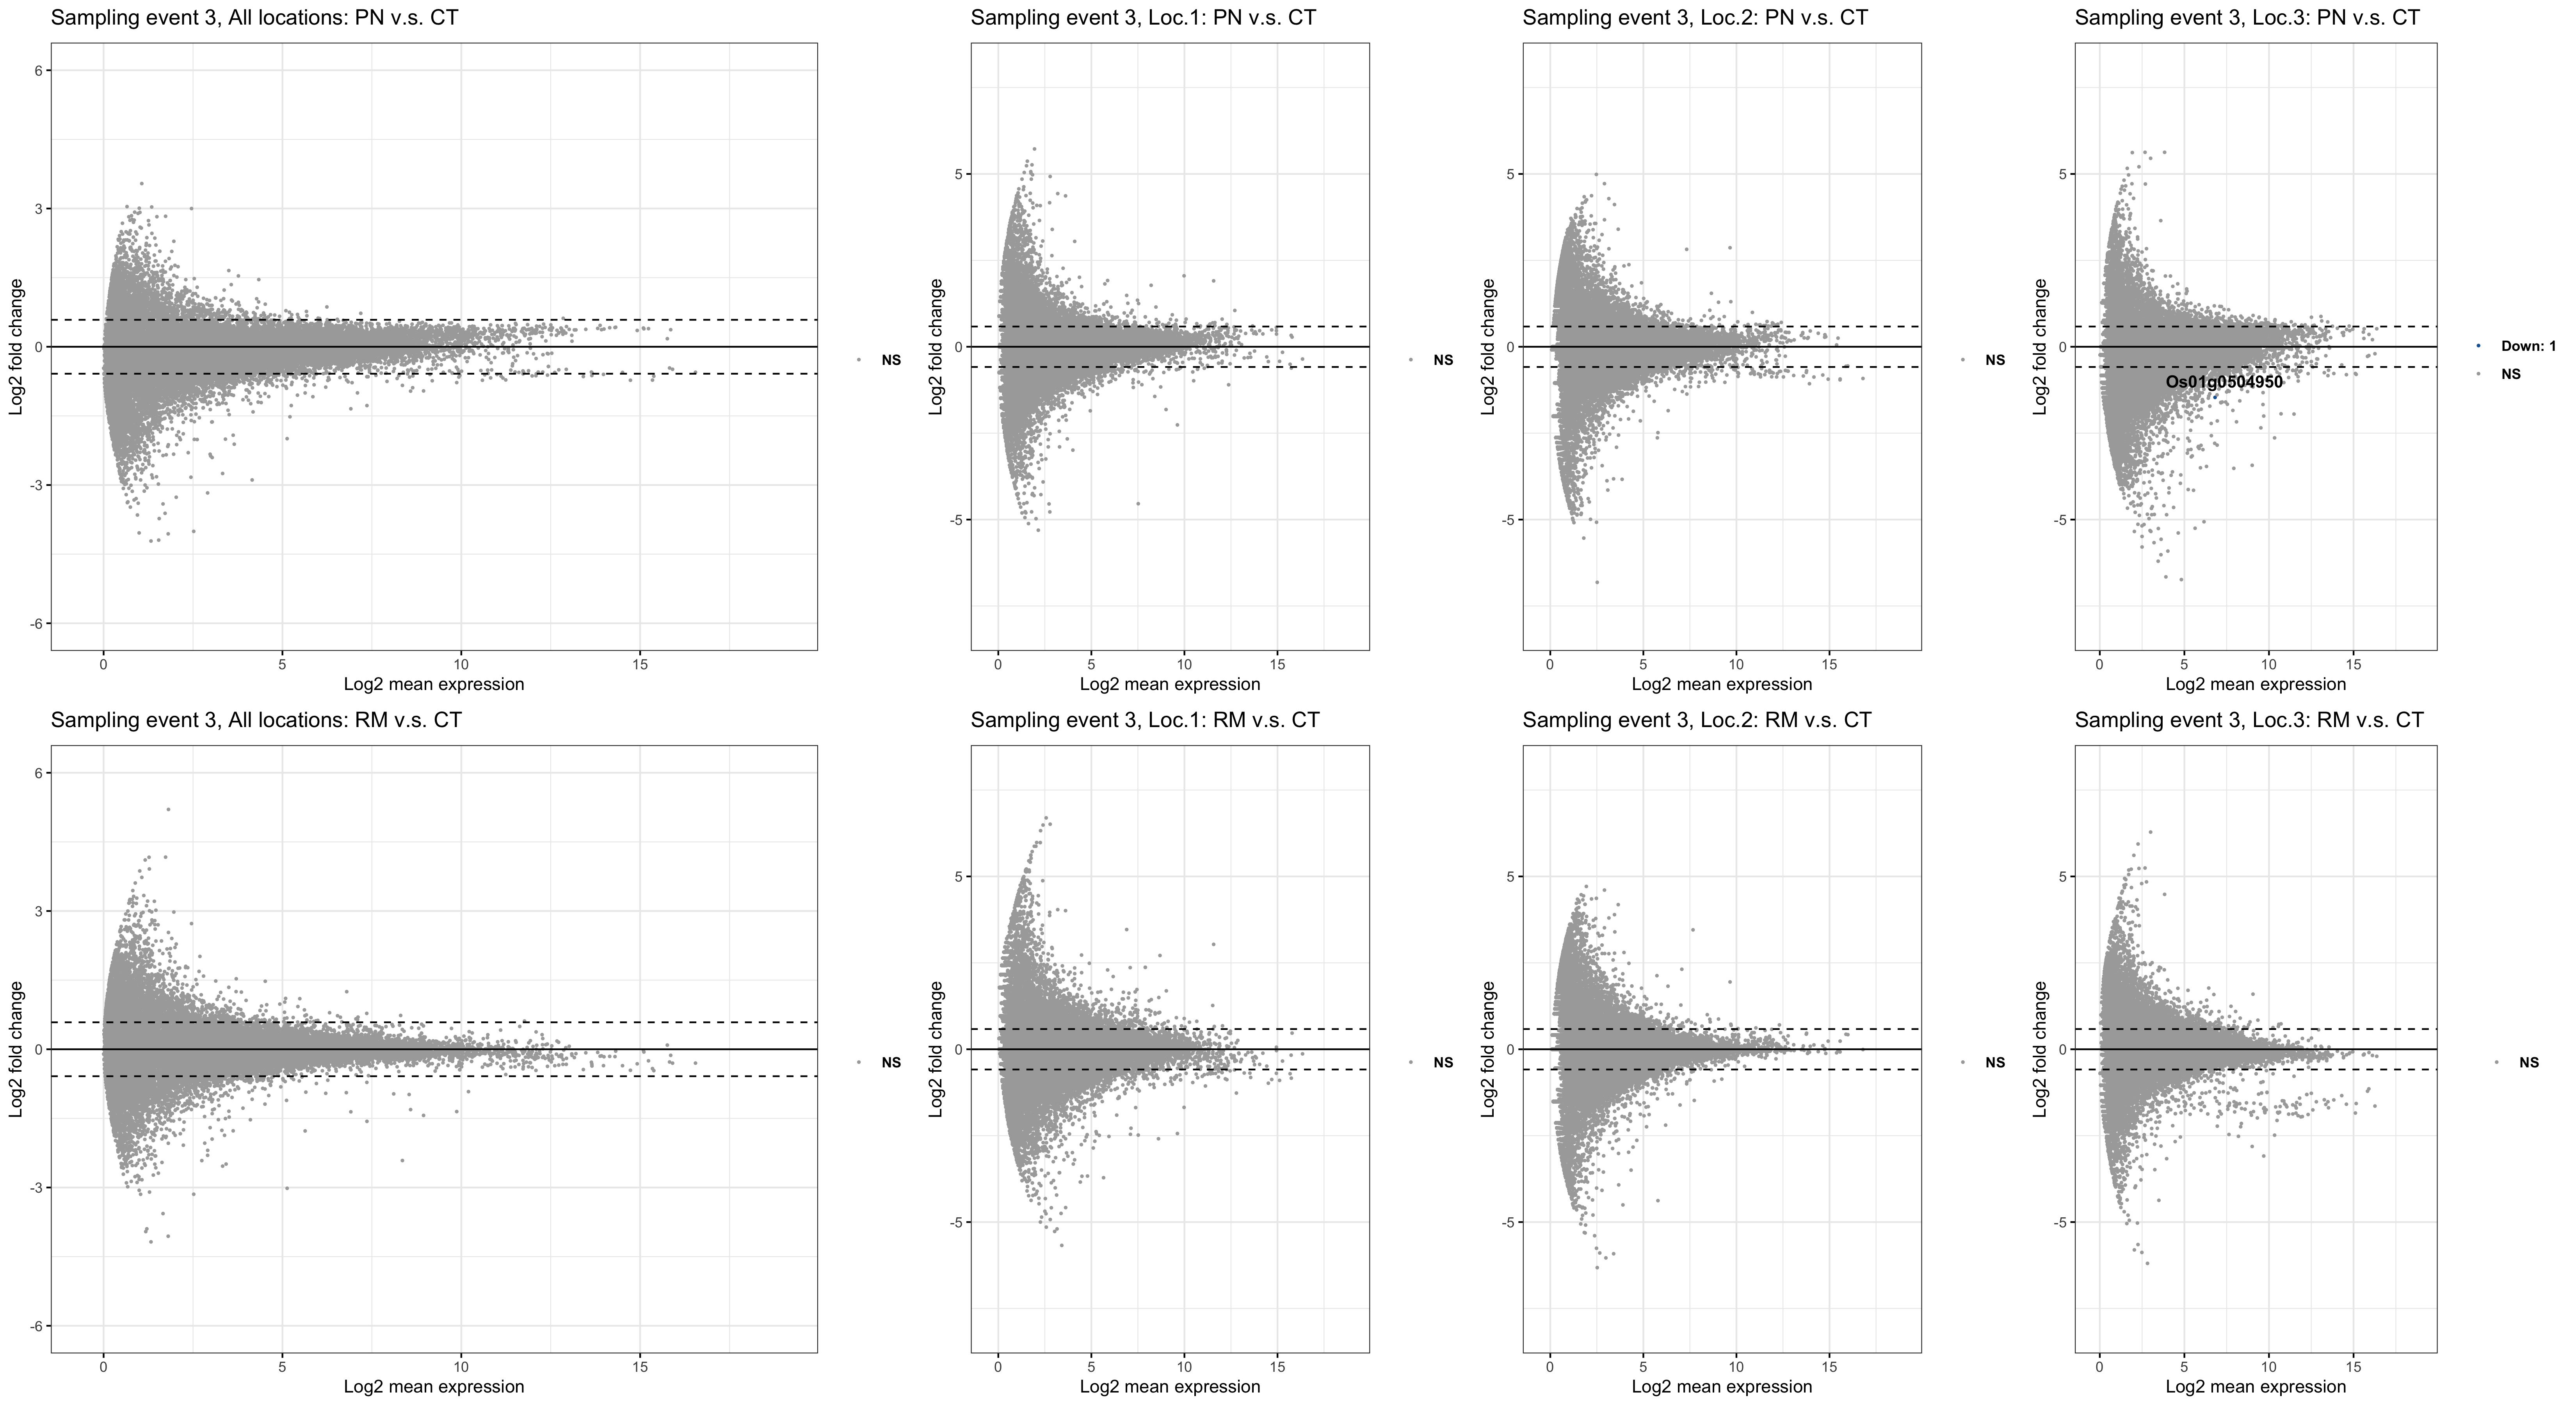 Sampling event 3, All locations: PN v.s. CT
6
3
0
-3
-6
Log2 fold change
0 5 10 15
Log2 mean expression
NS
Sampling event 3, Loc.1: PN v.s. CT
5
0
-5
Log2 fold change
0 5 10 15
Log2 mean expression
NS
Sampling event 3, Loc.2: PN v.s. CT
5
0
-5
Log2 fold change
0 5 10 15
Log2 mean expression
NS
Sampling event 3, Loc.3: PN v.s. CT
5
0
-5
Log2 fold change
Os01g0504950
0 5 10 15
Log2 mean expression
Down: 1
NS
Sampling event 3, All locations: RM v.s. CT
6
3
0
-3
-6
Log2 fold change
0 5 10 15
Log2 mean expression
NS
Sampling event 3, Loc.1: RM v.s. CT
5
0
-5
Log2 fold change
0 5 10 15
Log2 mean expression
NS
Sampling event 3, Loc.2: RM v.s. CT
5
0
-5
Log2 fold change
0 5 10 15
Log2 mean expression
NS
Sampling event 3, Loc.3: RM v.s. CT
5
0
-5
Log2 fold change
0 5 10 15
Log2 mean expression
NS